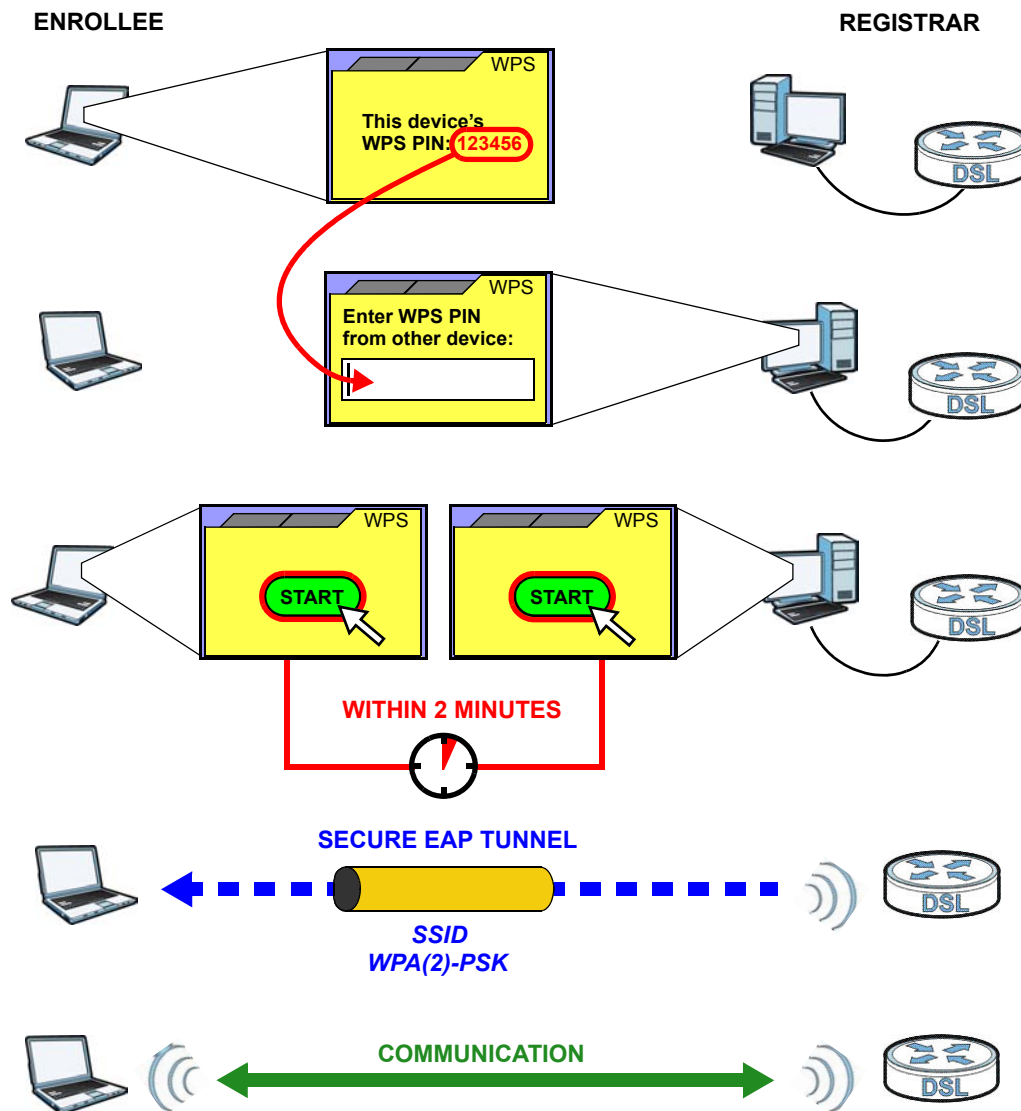 ENROLLEE
REGISTRAR
WPS
This device's
WPS PIN: 123456
DSL
WPS
Enter WPS PIN
from other device:
DSL
WPS
START
WPS
START
DSL
WITHIN 2 MINUTES
SECURE EAP TUNNEL
SSID
WPA(2)-PSK
DSL
COMMUNICATION
DSL